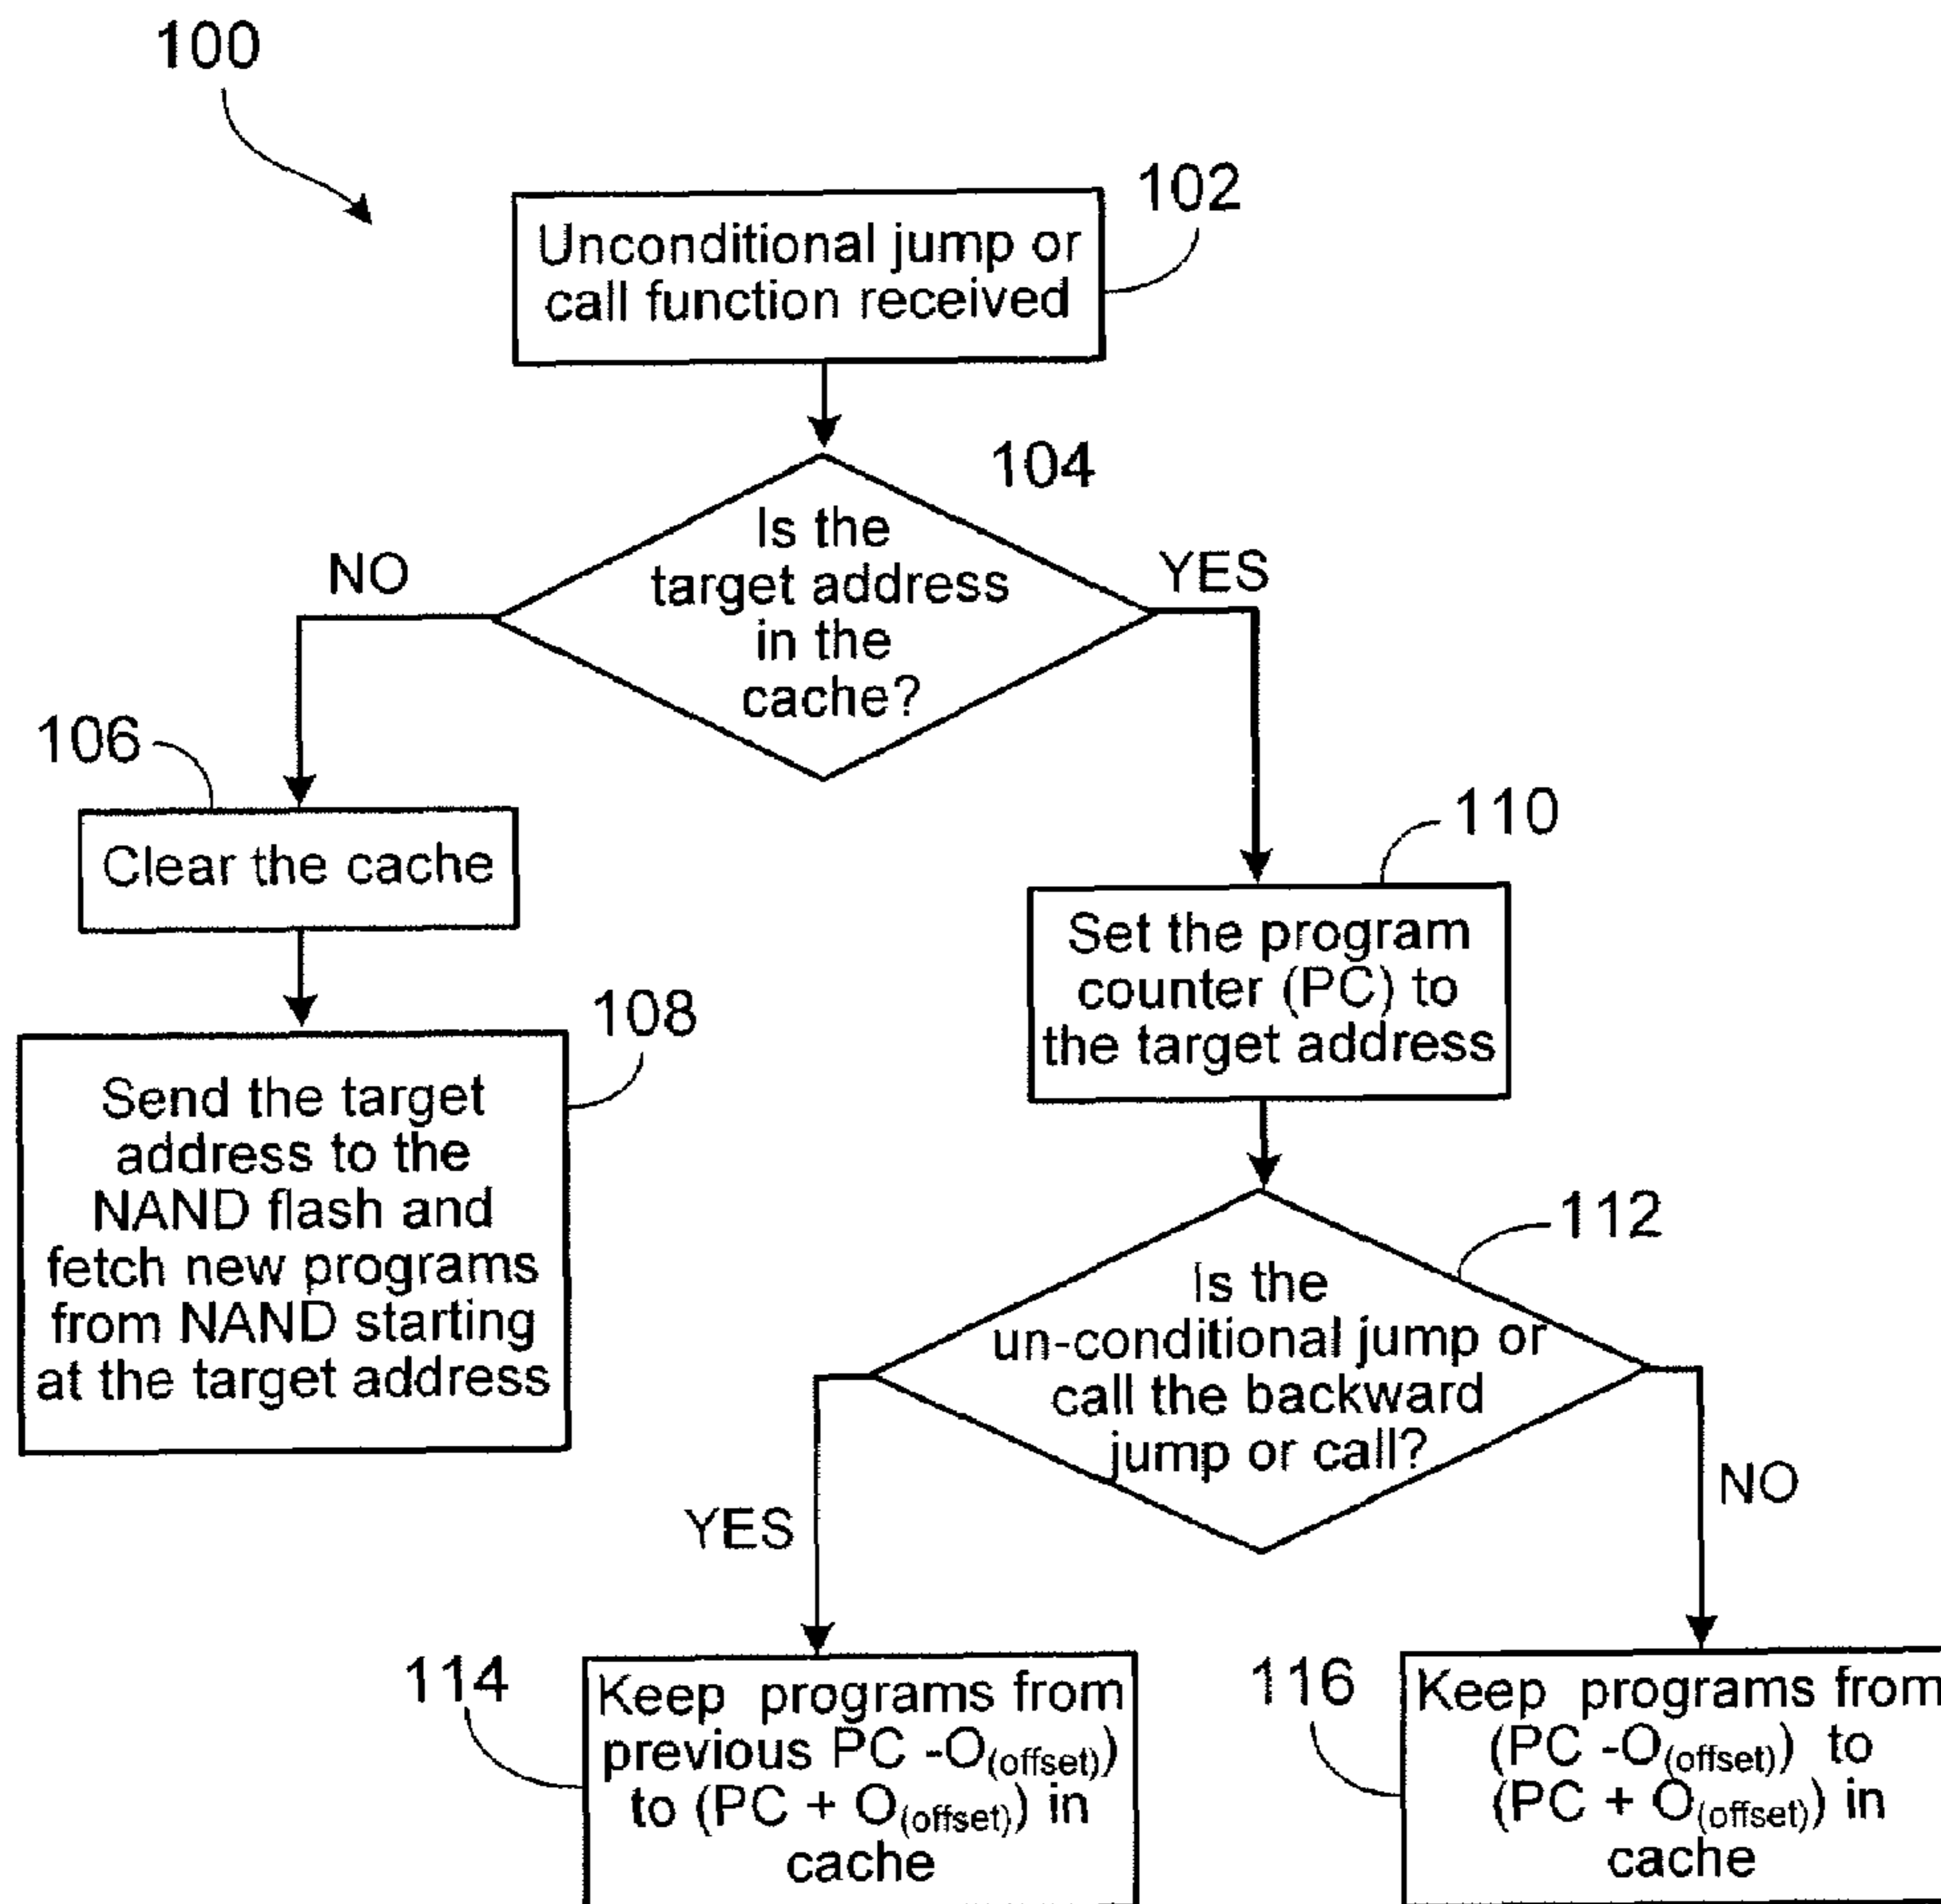 100
102
Unconditional jump or
call function received
104
Is the
target address
in the
cache?
NO
YES
106
Clear the cache
110
Set the program
counter (PC) to
the target address
108
Send the target
address to the
NAND flash and
fetch new programs
from NAND starting
at the target address
112
Is the
un-conditional jump or
call the backward
jump or call?
YES
NO
114
Keep programs from
previous PC -O(offset))
to (PC + O(offset)) in
cache
116
Keep programs from
(PC -O(offset)) to
(PC + O(offset)) in
cache